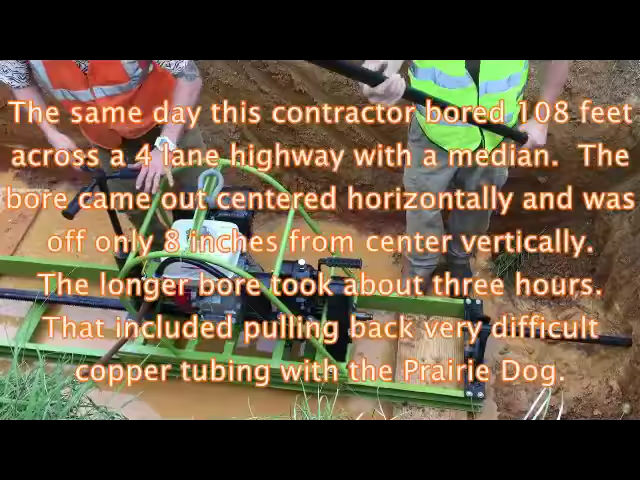 The same day this contractor bored 108 feet
across a 4 lane highway with a median.  The
bore came out centered horizontally and was
off only 8 inches from center vertically.
The longer bore took about three hours.
That included pulling back very difficult
copper tubing with the Prairie Dog.